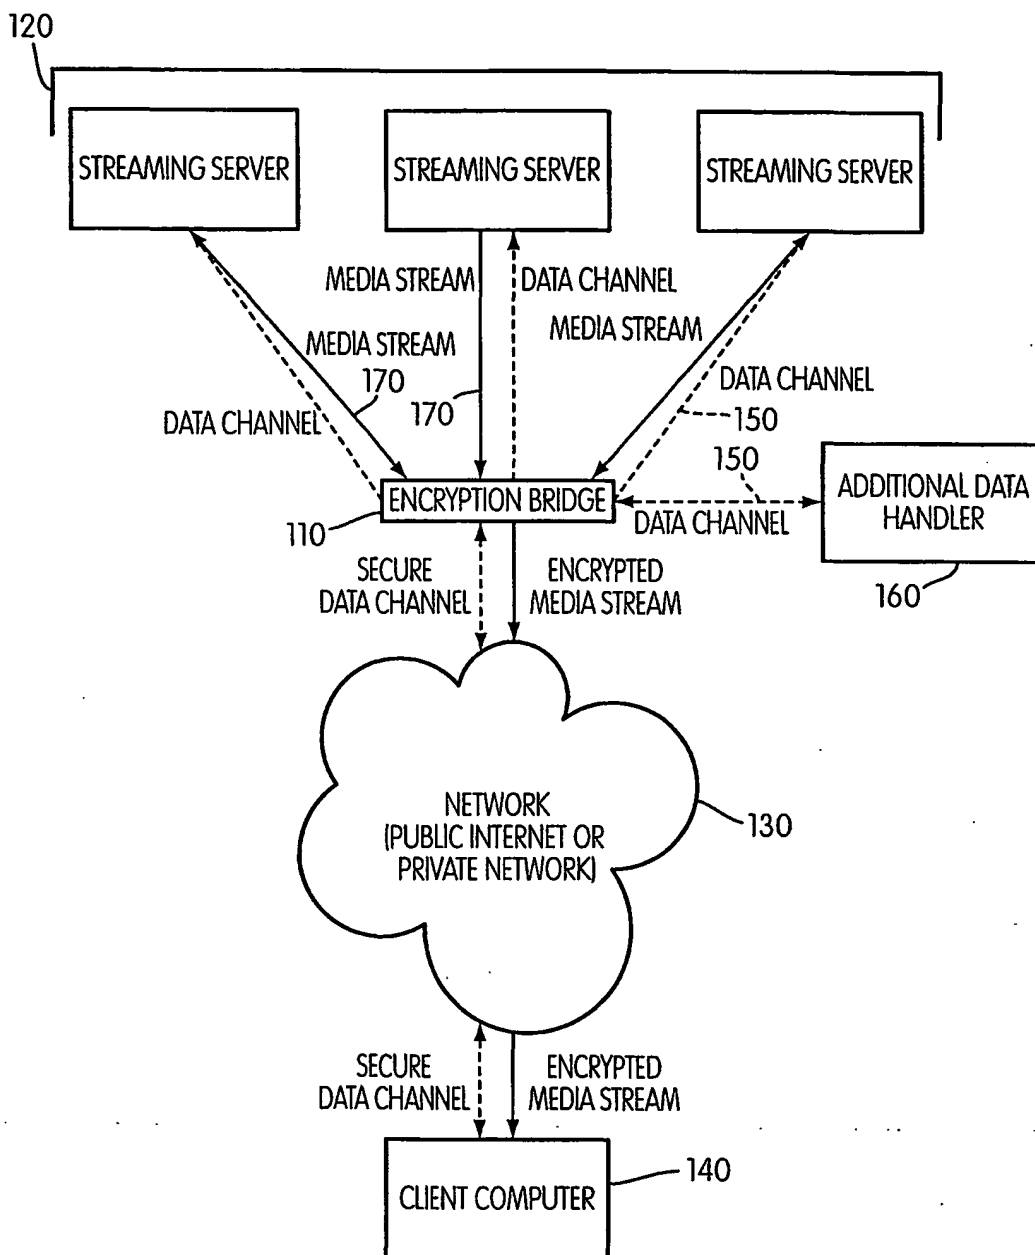 120
STREAMING SERVER
STREAMING SERVER
STREAMING SERVER
MEDIA STREAM
DATA CHANNEL
MEDIA STREAM
MEDIA STREAM
170
170
DATA CHANNEL
DATA CHANNEL
150
150
ENCRYPTION BRIDGE
110
DATA CHANNEL
ADDITIONAL DATA
HANDLER
160
SECURE
DATA CHANNEL
ENCRYPTED
MEDIA STREAM
NETWORK
(PUBLIC INTERNET OR
PRIVATE NETWORK)
130
SECURE
DATA CHANNEL
ENCRYPTED
MEDIA STREAM
CLIENT COMPUTER
140